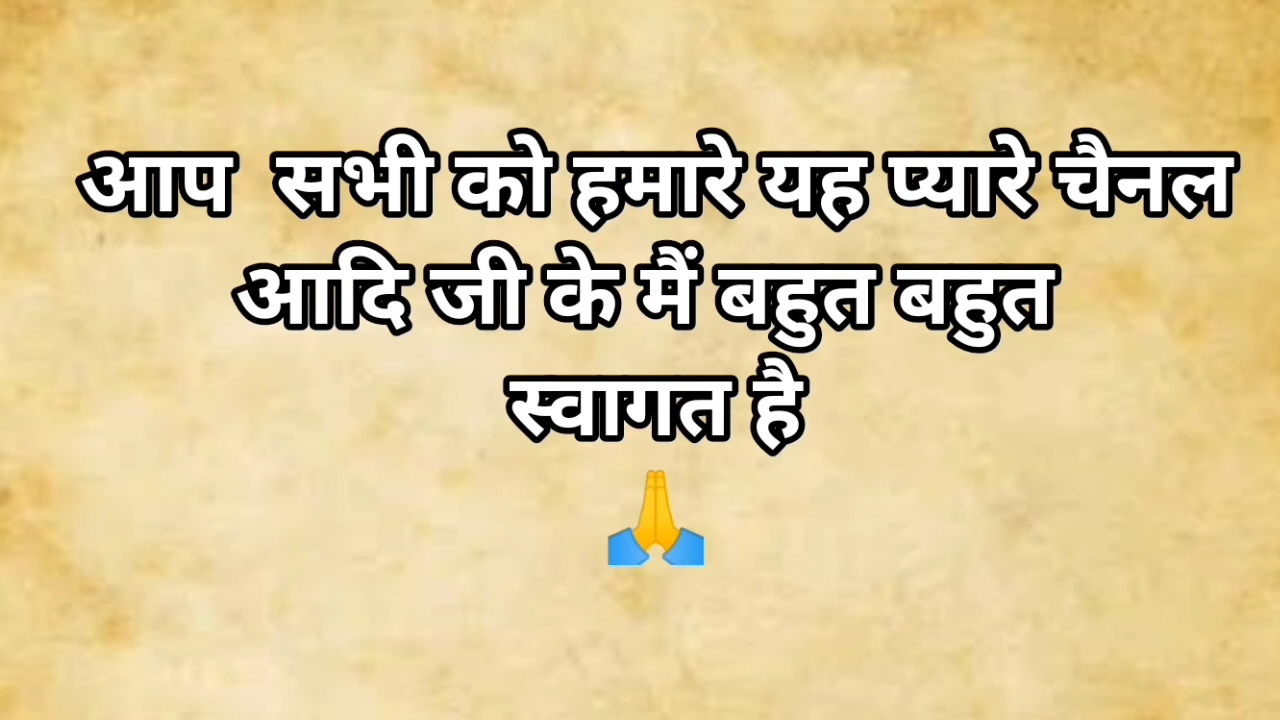 आप सभी को हमारे यह प्यारे चैनल
आदि जी के मैं बहुत बहुत
स्वागत है
🙏